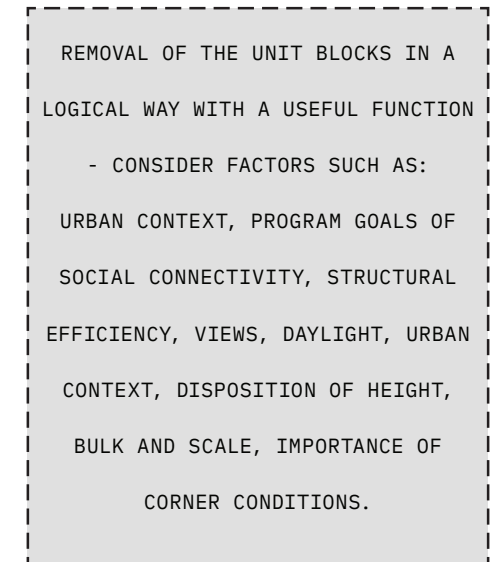 REMOVAL OF THE UNIT BLOCKS IN A
LOGICAL WAY WITH A USEFUL FUNCTION
- CONSIDER FACTORS SUCH AS:
URBAN CONTEXT, PROGRAM GOALS OF
SOCIAL CONNECTIVITY, STRUCTURAL
EFFICIENCY, VIEWS, DAYLIGHT, URBAN
CONTEXT, DISPOSITION OF HEIGHT,
BULK AND SCALE, IMPORTANCE OF
CORNER CONDITIONS.